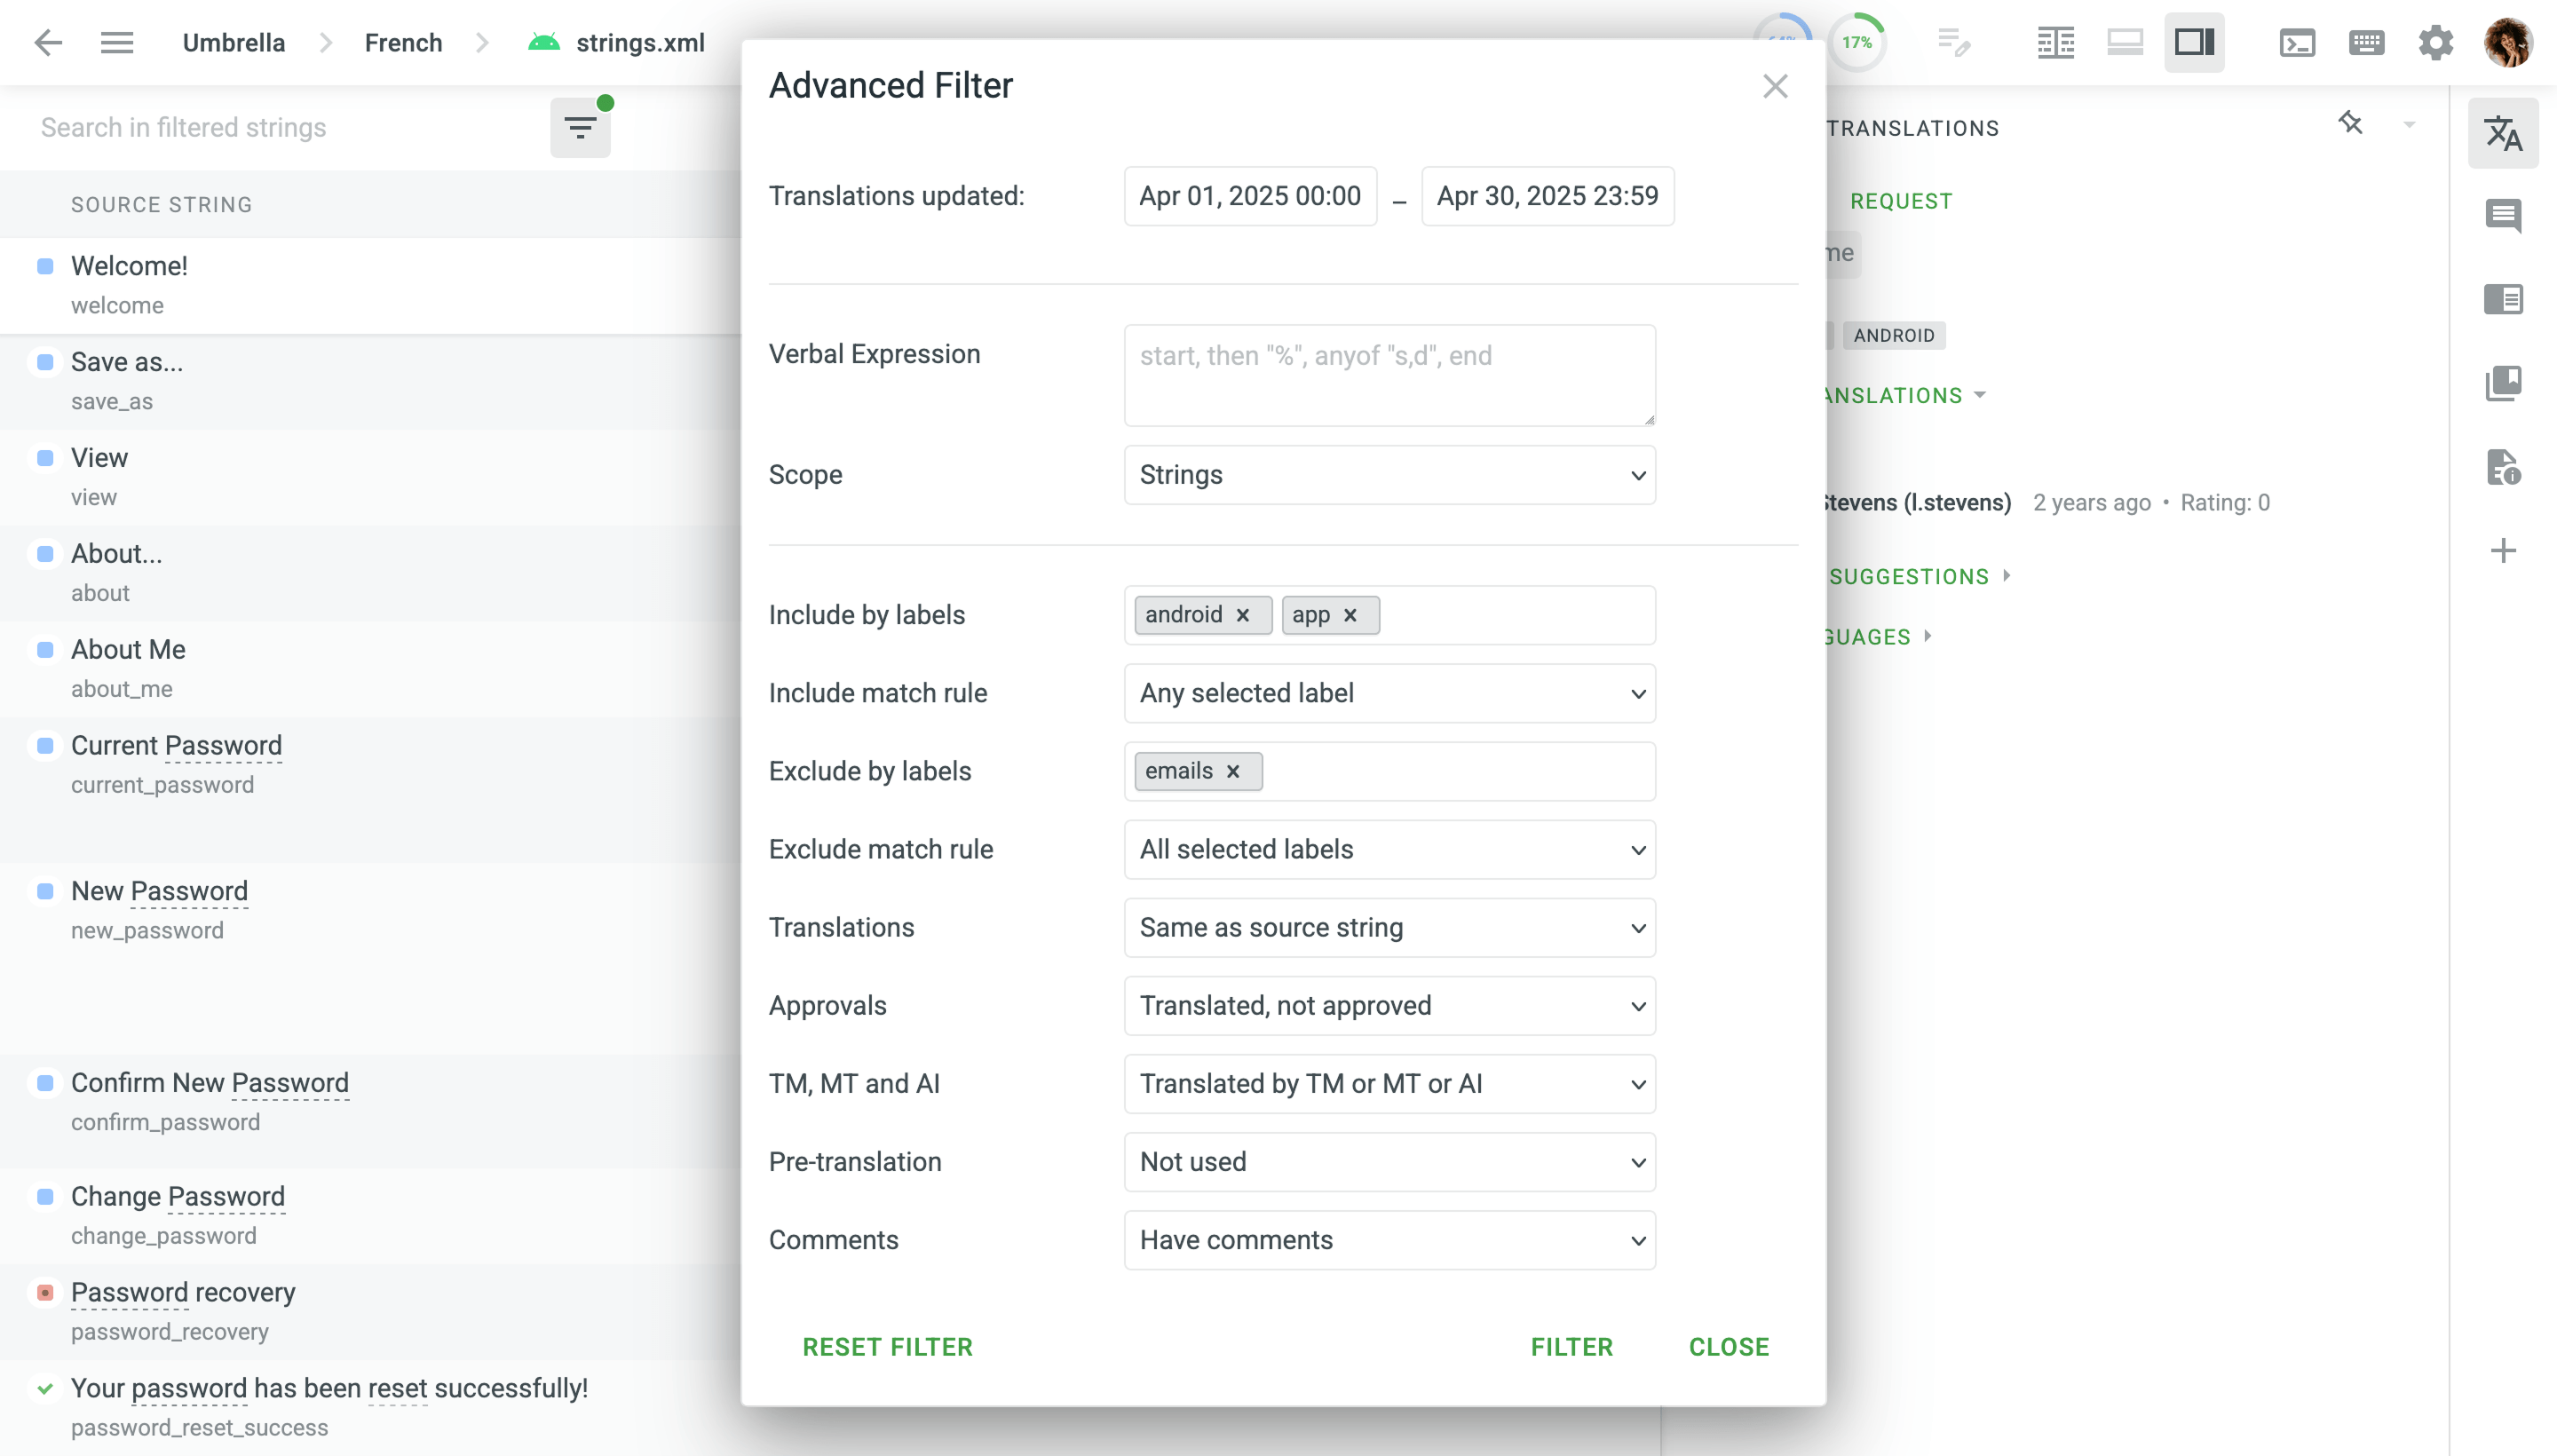 Umbrella
French
strings.xml
17%
Search in filtered strings
SOURCE STRING
Welcome!
welcome
Save as...
save_as
View
view
About...
about
About Me
about_me
Current Password
current_password
New Password
new_password
Confirm New Password
confirm_password
Change Password
change_password
Password recovery
password_recovery
Your password has been reset successfully!
password_reset_success
Advanced Filter
Translations updated:
Apr 01, 2025 00:00 – Apr 30, 2025 23:59
Verbal Expression
start, then "%", anyof "s,d", end
Scope
Strings
Include by labels
android
app
Include match rule
Any selected label
Exclude by labels
emails
Exclude match rule
All selected labels
Translations
Same as source string
Approvals
Translated, not approved
TM, MT and AI
Translated by TM or MT or AI
Pre-translation
Not used
Comments
Have comments
RESET FILTER
FILTER
CLOSE
TRANSLATIONS
REQUEST
me
ANDROID
ANSLATIONS
Stevens (l.stevens) 2 years ago • Rating: 0
SUGGESTIONS
GUAGES